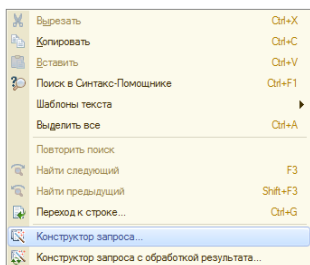 Вырезать Ctrl+X
Копировать Ctrl+C
Вставить Ctrl+V
Поиск в Синтакс-Помощнике Ctrl+F1
Шаблоны текста
Выделить все Ctrl+A
Повторить поиск
Найти следующий F3
Найти предыдущий Shift+F3
Переход к строке... Ctrl+G
Конструктор запроса...
Конструктор запроса с обработкой результата...